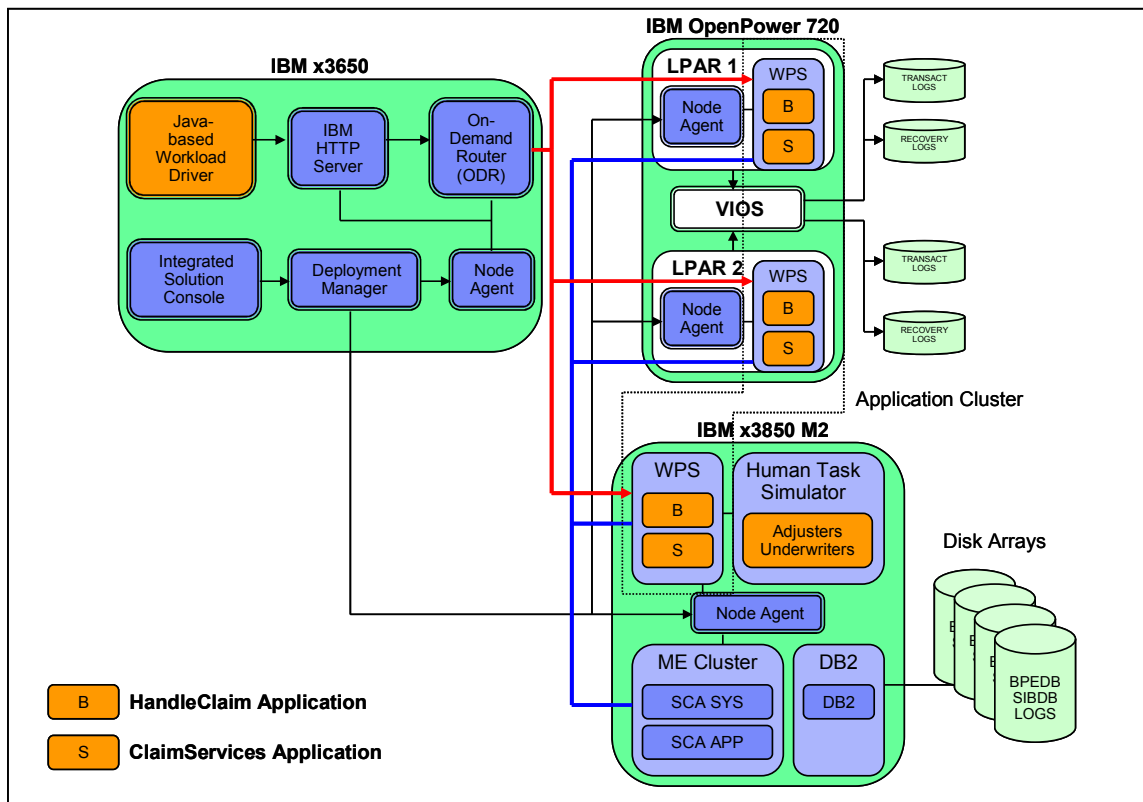 IBM OpenPower 720
IBM x3650
LPAR 1
WPS
Node
Agent
B
S
TRANSACT
LOGS
RECOVERY
LOGS
Java-
based
Workload
Driver
IBM
HTTP
Server
On-
Demand
Router
(ODR)
VIOS
Integrated
Solution
Console
Deployment
Manager
Node
Agent
LPAR 2
WPS
Node
Agent
B
S
TRANSACT
LOGS
RECOVERY
LOGS
Application Cluster
IBM x3850 M2
WPS
B
S
Human Task
Simulator
Adjusters
Underwriters
Disk Arrays
Node Agent
ME Cluster
SCA SYS
SCA APP
DB2
DB2
BPEDB
SIBDB
LOGS
B
HandleClaim Application
S
ClaimServices Application